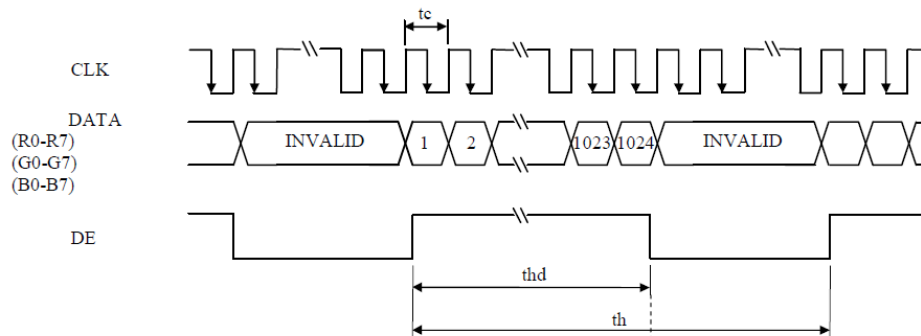 tc
CLK
DATA
(R0-R7)
(G0-G7)
(B0-B7)
INVALID 1 2 1023 1024 INVALID
DE
thd
th